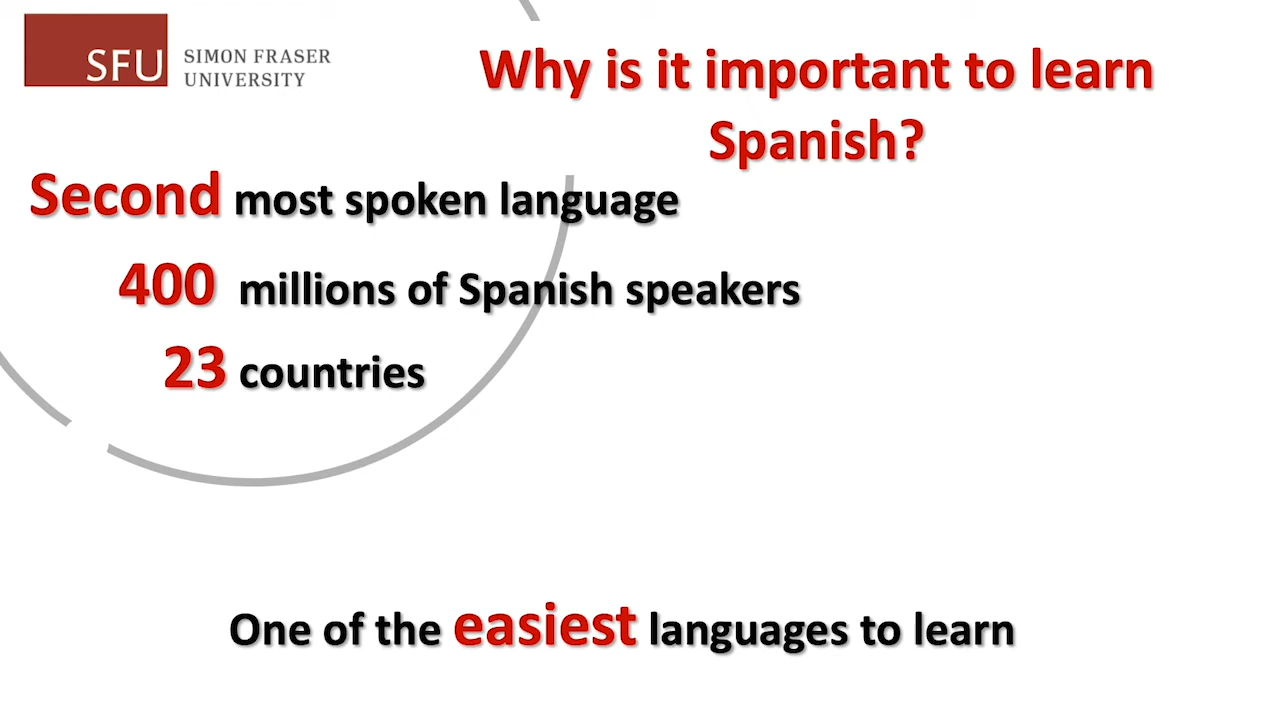 SFU SIMON FRASER
UNIVERSITY
Why is it important to learn
Spanish?
Second most spoken language
400 millions of Spanish speakers
23 countries
One of the easiest languages to learn